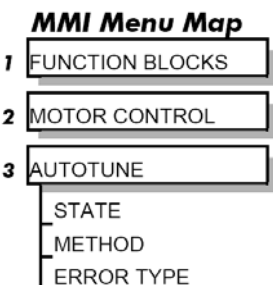 MMI Menu Map
1 FUNCTION BLOCKS
2 MOTOR CONTROL
3 AUTOTUNE
STATE
METHOD
ERROR TYPE